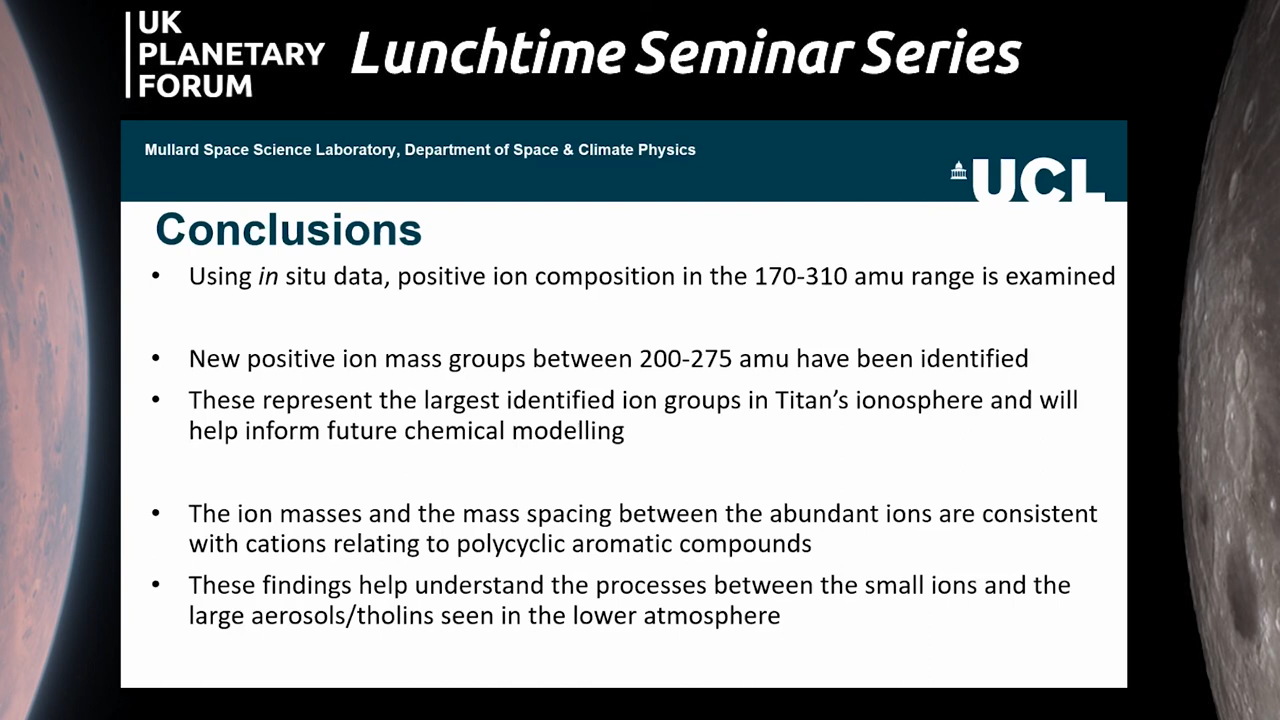 UK
PLANETARY
FORUM
Lunchtime Seminar Series
Mullard Space Science Laboratory, Department of Space & Climate Physics
UCL
Conclusions
• Using in situ data, positive ion composition in the 170-310 amu range is examined
• New positive ion mass groups between 200-275 amu have been identified
• These represent the largest identified ion groups in Titan’s ionosphere and will
help inform future chemical modelling
• The ion masses and the mass spacing between the abundant ions are consistent
with cations relating to polycyclic aromatic compounds
• These findings help understand the processes between the small ions and the
large aerosols/tholins seen in the lower atmosphere